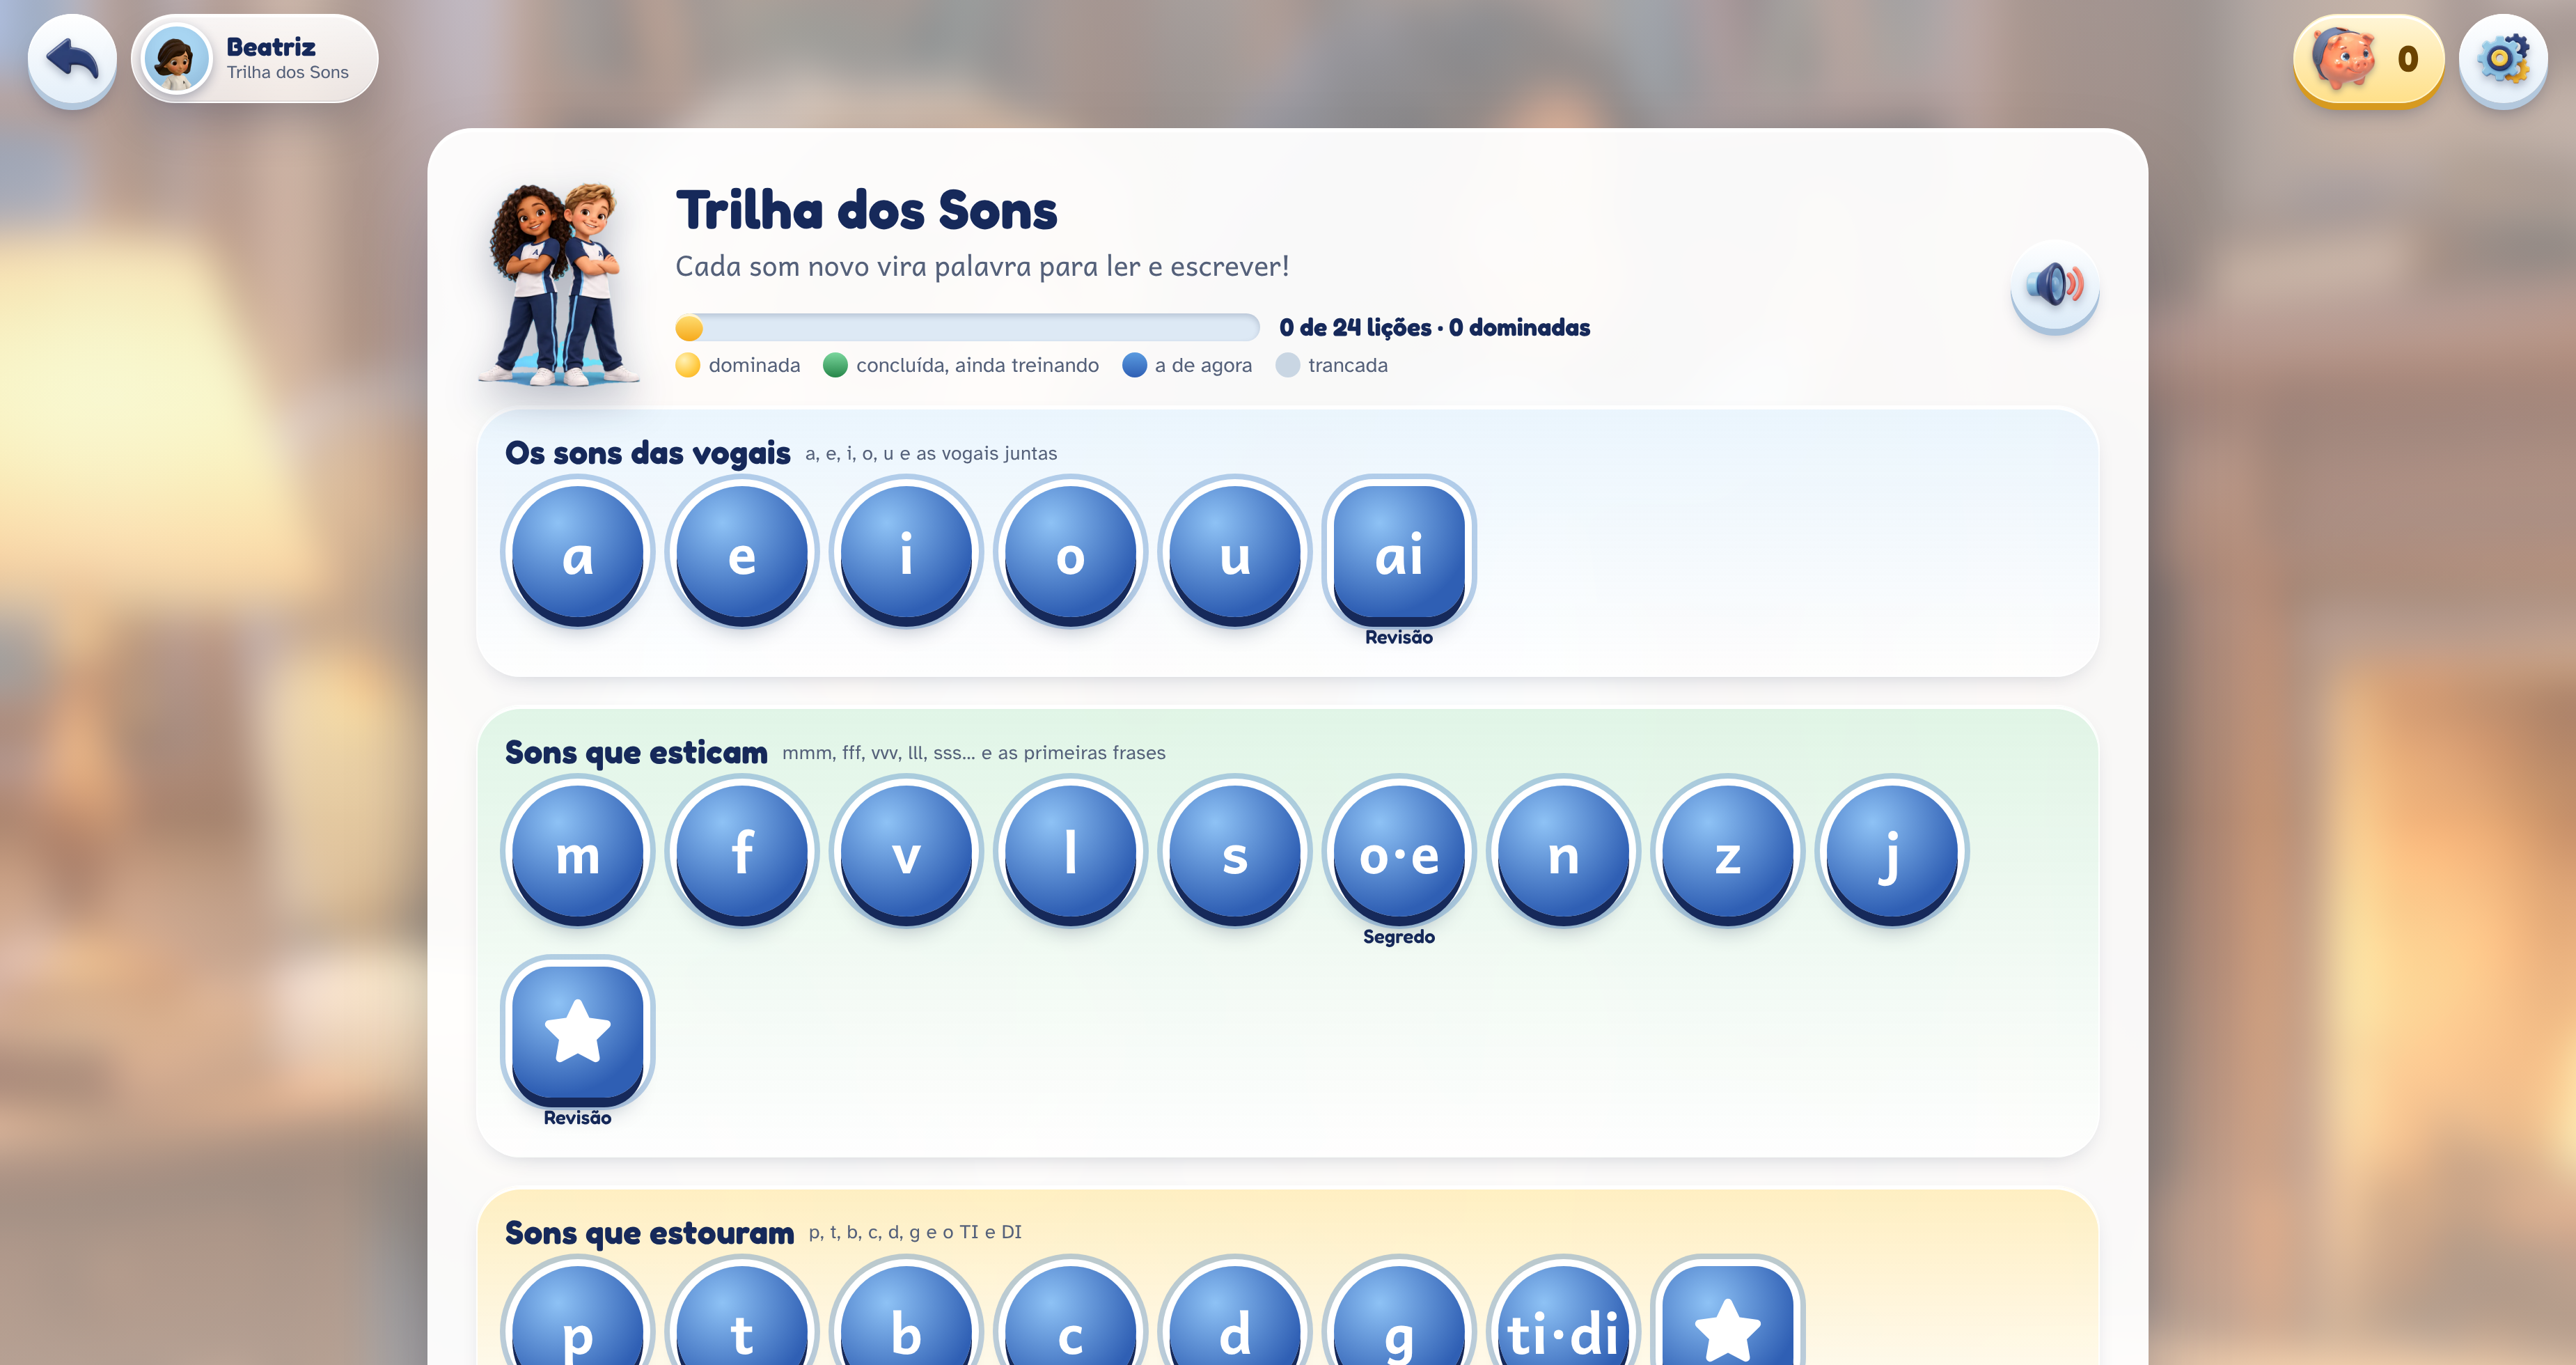 Beatriz
Trilha dos Sons
0
Trilha dos Sons
Cada som novo vira palavra para ler e escrever!
0 de 24 lições · 0 dominadas
dominada concluída, ainda treinando a de agora trancada
Os sons das vogais a, e, i, o, u e as vogais juntas
a e i o u ai
Revisão
Sons que esticam mmm, fff, vvv, lll, sss... e as primeiras frases
m f v l s o·e n z j
Segredo
Revisão
Sons que estouram p, t, b, c, d, g e o TI e DI
p t b c d g ti·di